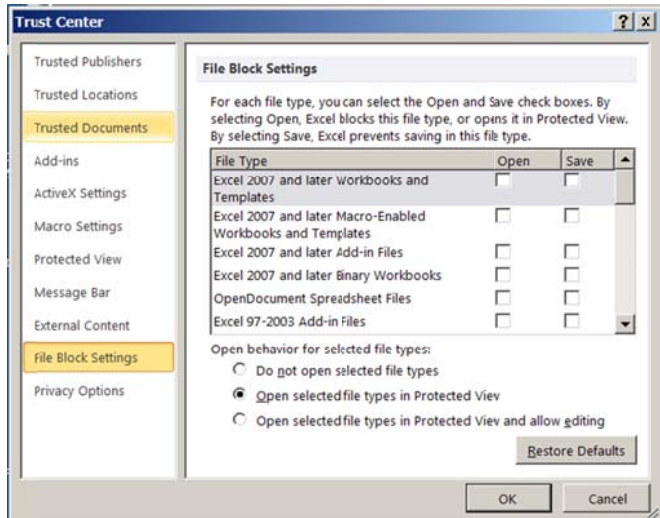 Trust Center
Trusted Publishers
Trusted Locations
Trusted Documents
Add-ins
ActiveX Settings
Macro Settings
Protected View
Message Bar
External Content
File Block Settings
Privacy Options
File Block Settings
For each file type, you can select the Open and Save check boxes. By
selecting Open, Excel blocks this file type, or opens it in Protected View.
By selecting Save, Excel prevents saving in this file type.
File Type Open Save
Excel 2007 and later Workbooks and
Templates
Excel 2007 and later Macro-Enabled
Workbooks and Templates
Excel 2007 and later Add-in Files
Excel 2007 and later Binary Workbooks
OpenDocument Spreadsheet Files
Excel 97-2003 Add-in Files
Open behavior for selected file types:
Do not open selected file types
Open selected file types in Protected View
Open selected file types in Protected View and allow editing
Restore Defaults
OK Cancel